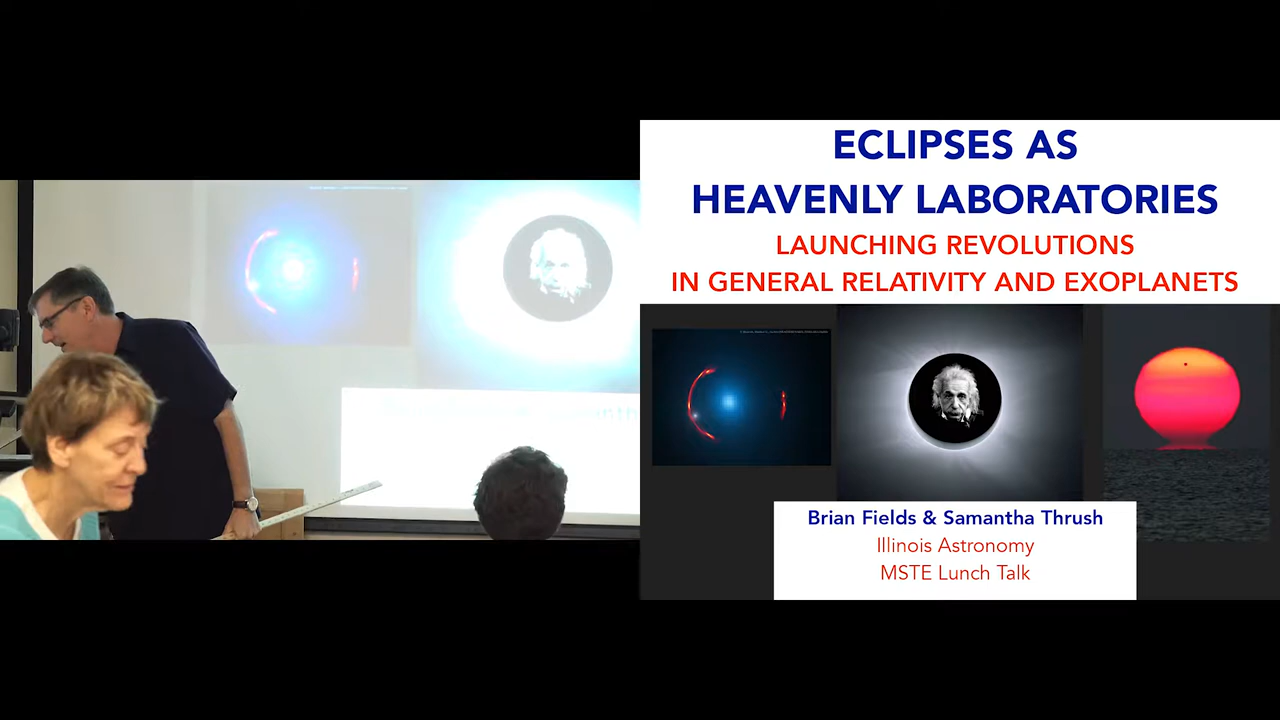 ECLIPSES AS
HEAVENLY LABORATORIES
LAUNCHING REVOLUTIONS
IN GENERAL RELATIVITY AND EXOPLANETS
Brian Fields & Samantha Thrush
Illinois Astronomy
MSTE Lunch Talk